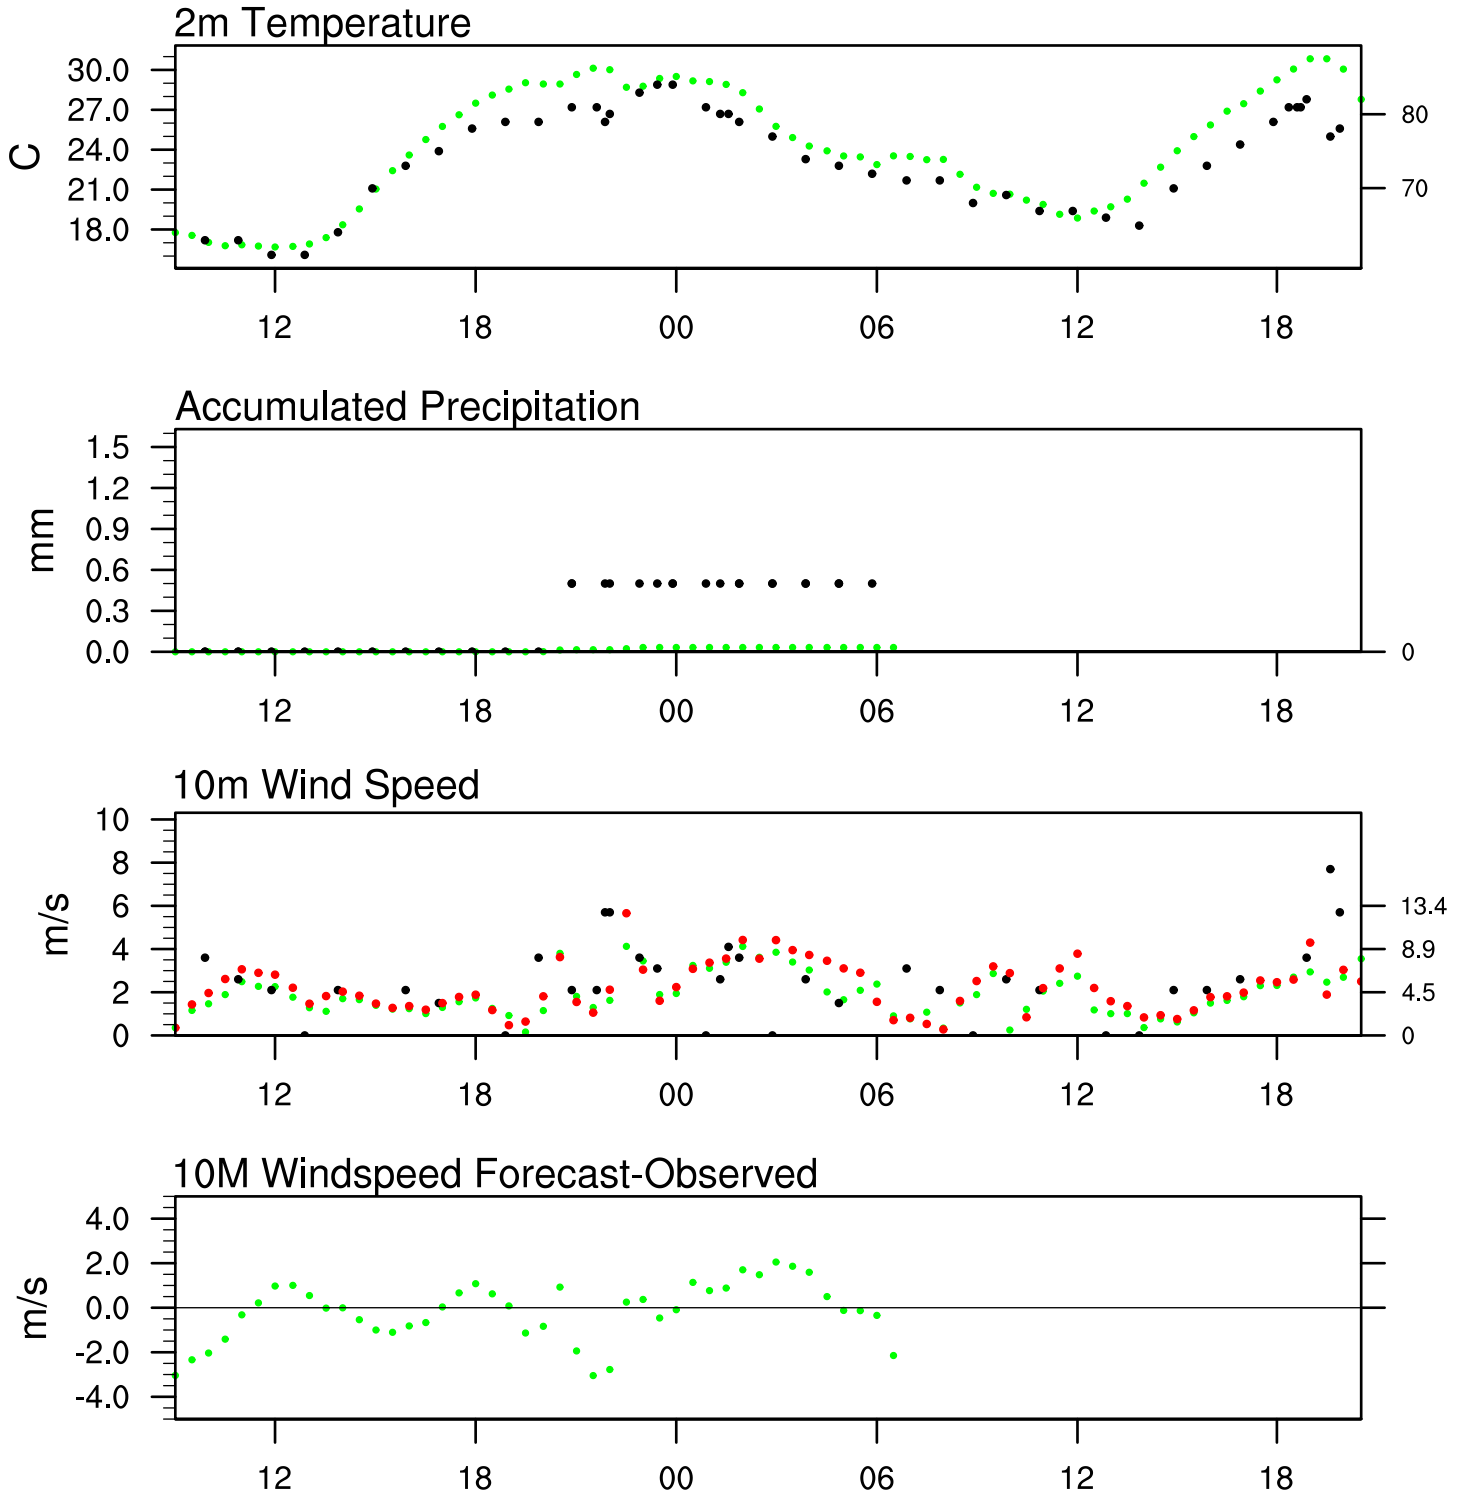 2m Temperature
C
30.0
27.0
24.0
21.0
18.0
80
70
12 18 00 06 12 18
Accumulated Precipitation
mm
1.5
1.2
0.9
0.6
0.3
0.0
0
12 18 00 06 12 18
10m Wind Speed
m/s
10
8
6
4
2
0
13.4
8.9
4.5
0
12 18 00 06 12 18
10M Windspeed Forecast-Observed
m/s
4.0
2.0
0.0
-2.0
-4.0
12 18 00 06 12 18